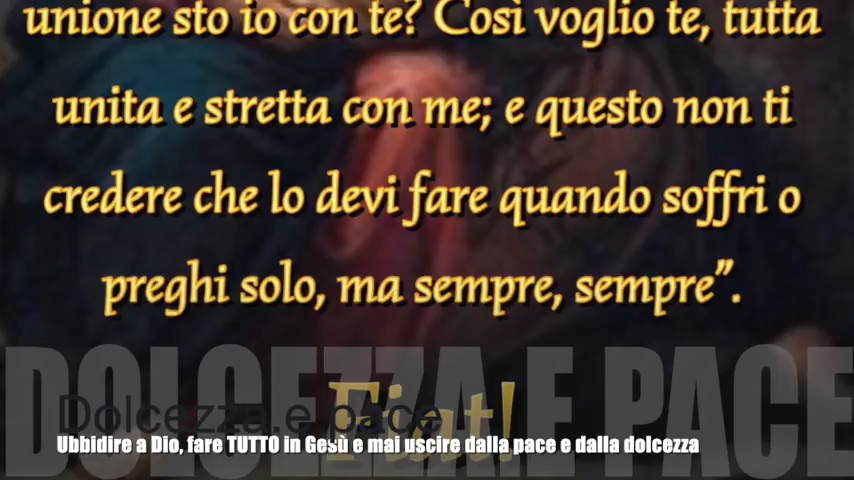 unione sto io con te? Così voglio te, tutta
unita e stretta con me; e questo non ti
credere che lo devi fare quando soffri o
preghi solo, ma sempre, sempre”.
Fiat!
DOLCEZZA E PACE
Dolcezza e pace
Ubbidire a Dio, fare TUTTO in Gesù e mai uscire dalla pace e dalla dolcezza